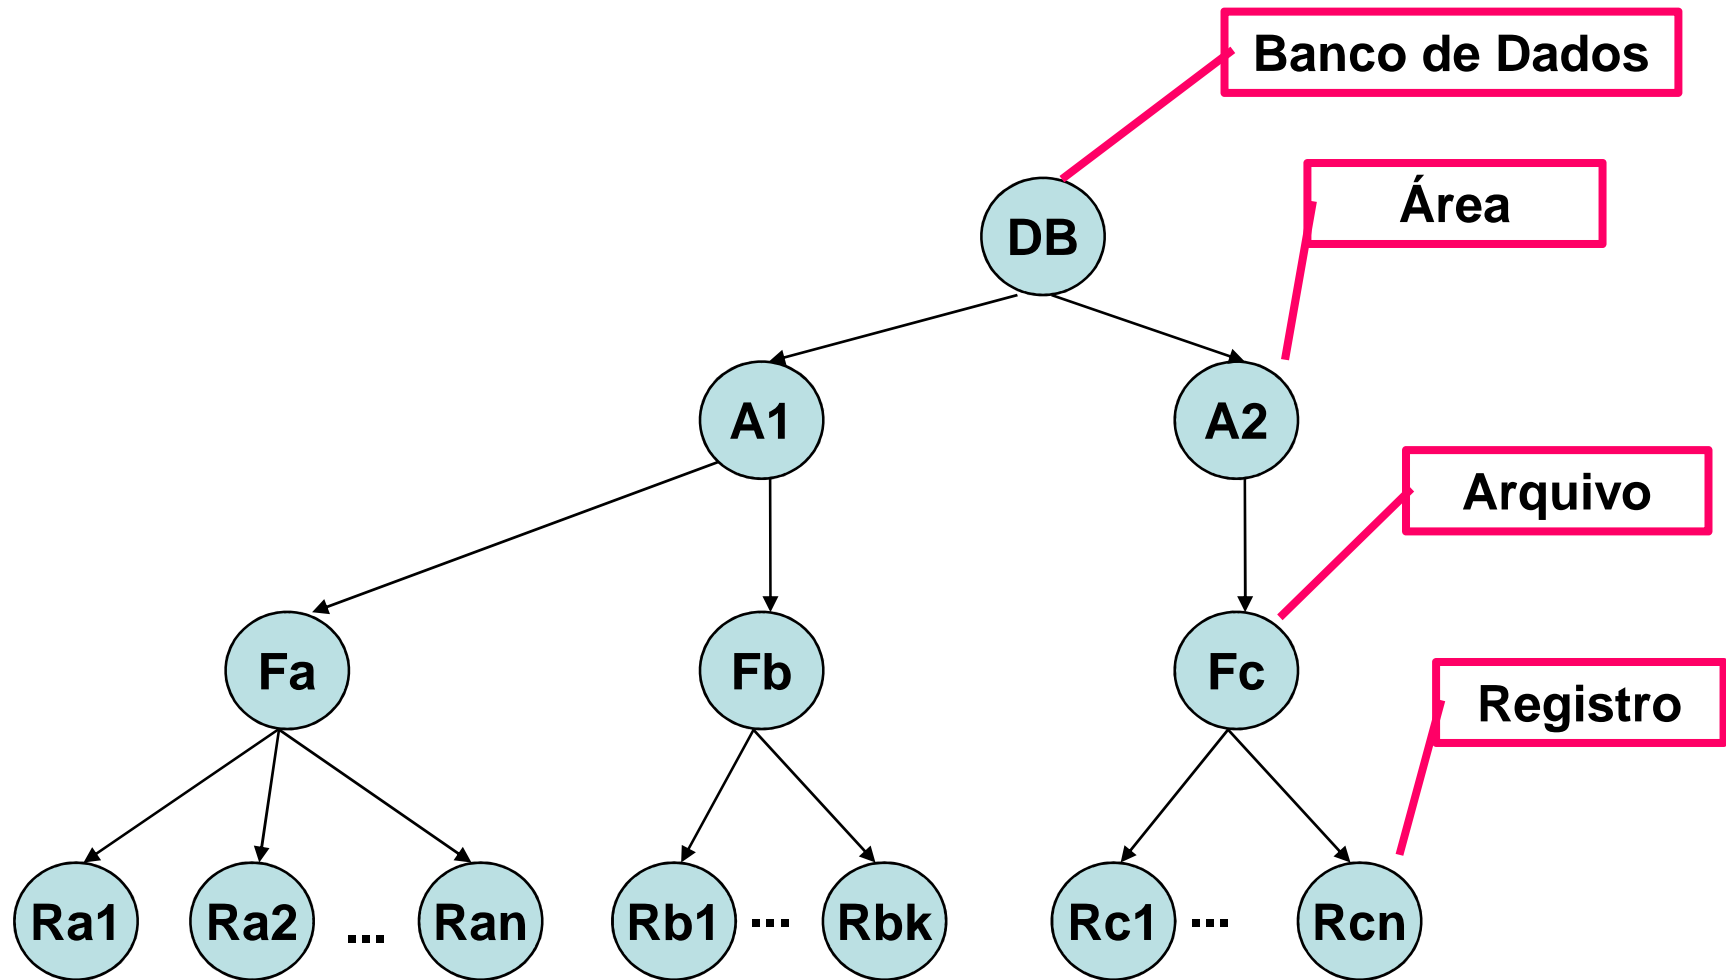 Banco de Dados
Área
DB
A1
A2
Arquivo
Fa
Fb
Fc
Registro
Ra1 Ra2 ... Ran Rb1 ... Rbk Rc1 ... Rcn